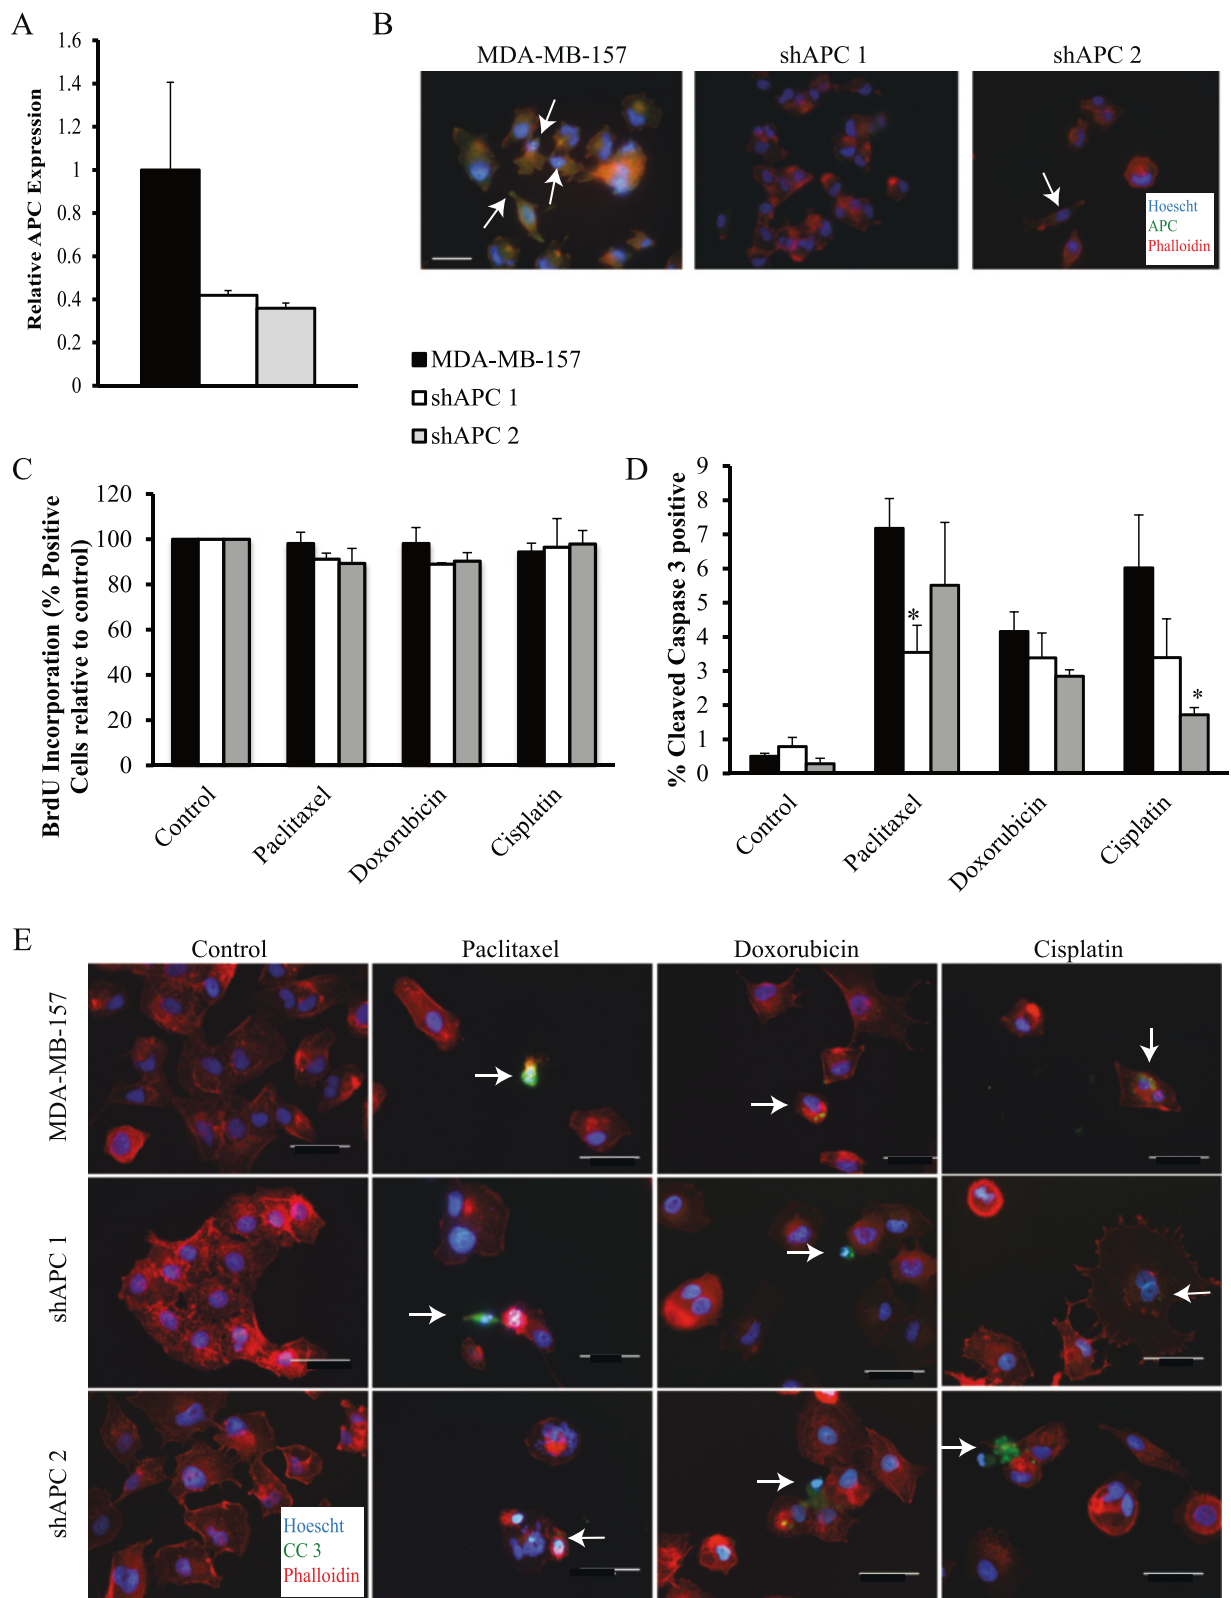 A
1.6
1.4
1.2
1
0.8
0.6
0.4
0.2
0
Relative APC Expression
B
MDA-MB-157
shAPC 1
shAPC 2
Hoescht
APC
Phalloidin
MDA-MB-157
shAPC 1
shAPC 2
C
120
100
80
60
40
20
0
BrdU Incorporation (% Positive
Cells relative to control)
Control
Paclitaxel
Doxorubicin
Cisplatin
D
9
8
7
6
5
4
3
2
1
0
% Cleaved Caspase 3 positive
*
*
Control
Paclitaxel
Doxorubicin
Cisplatin
E
Control
Paclitaxel
Doxorubicin
Cisplatin
MDA-MB-157
shAPC 1
shAPC 2
Hoescht
CC 3
Phalloidin